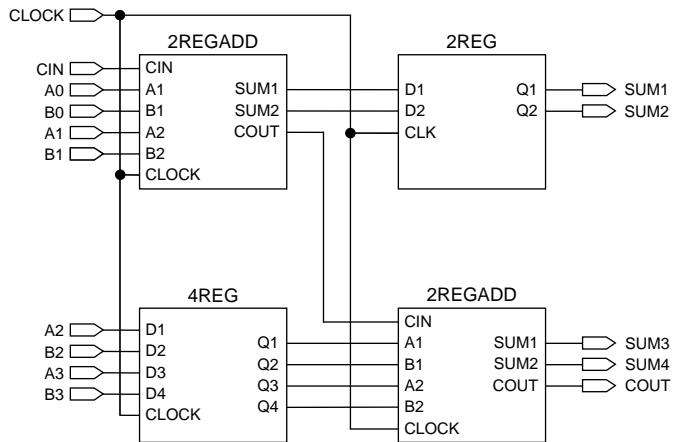 CLOCK
2REGADD
2REG
CIN
A0
B0
A1
B1
CIN
A1
B1
A2
B2
CLOCK
SUM1
SUM2
COUT
D1
D2
CLK
Q1
Q2
SUM1
SUM2
4REG
2REGADD
A2
B2
A3
B3
D1
D2
D3
D4
CLOCK
Q1
Q2
Q3
Q4
CIN
A1
B1
A2
B2
CLOCK
SUM1
SUM2
COUT
SUM3
SUM4
COUT